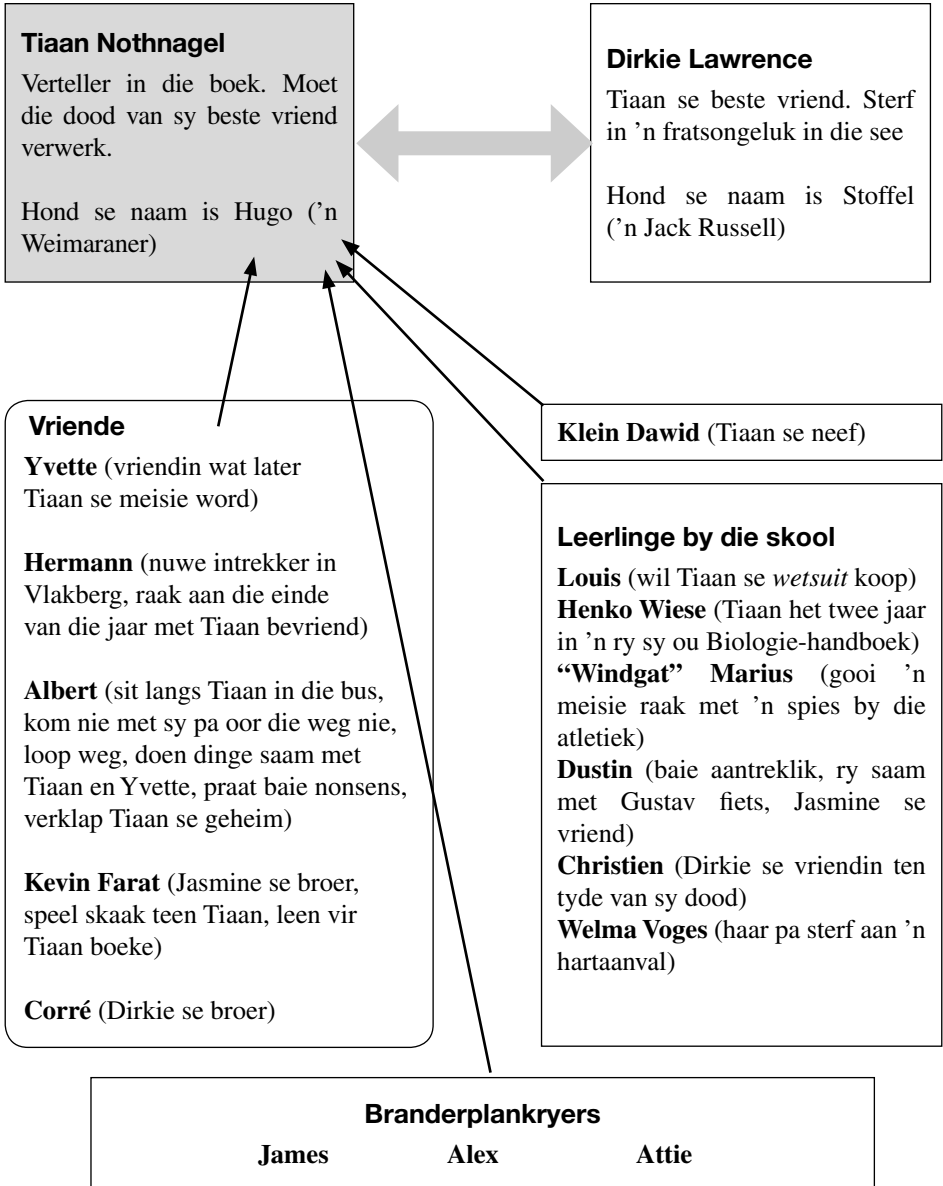 Tiaan Nothnagel
Verteller in die boek. Moet
die dood van sy beste vriend
verwerk.
Hond se naam is Hugo (’n
Weimaraner)
Dirkie Lawrence
Tiaan se beste vriend. Sterf
in ’n fratsongeluk in die see
Hond se naam is Stoffel
(’n Jack Russell)
Vriende
Yvette (vriendin wat later
Tiaan se meisie word)
Hermann (nuwe intrekker in
Vlakberg, raak aan die einde
van die jaar met Tiaan bevriend)
Albert (sit langs Tiaan in die bus,
kom nie met sy pa oor die weg nie,
loop weg, doen dinge saam met
Tiaan en Yvette, praat baie nonsens,
verklap Tiaan se geheim)
Kevin Farat (Jasmine se broer,
speel skaak teen Tiaan, leen vir
Tiaan boeke)
Corré (Dirkie se broer)
Klein Dawid (Tiaan se neef)
Leerlinge by die skool
Louis (wil Tiaan se wetsuit koop)
Henko Wiese (Tiaan het twee jaar
in ’n ry sy ou Biologie-handboek)
“Windgat” Marius (gooi ’n
meisie raak met ’n spies by die
atletiek)
Dustin (baie aantreklik, ry saam
met Gustav fiets, Jasmine se
vriend)
Christien (Dirkie se vriendin ten
tyde van sy dood)
Welma Voges (haar pa sterf aan ’n
hartaanval)
Branderplankryers
James Alex Attie